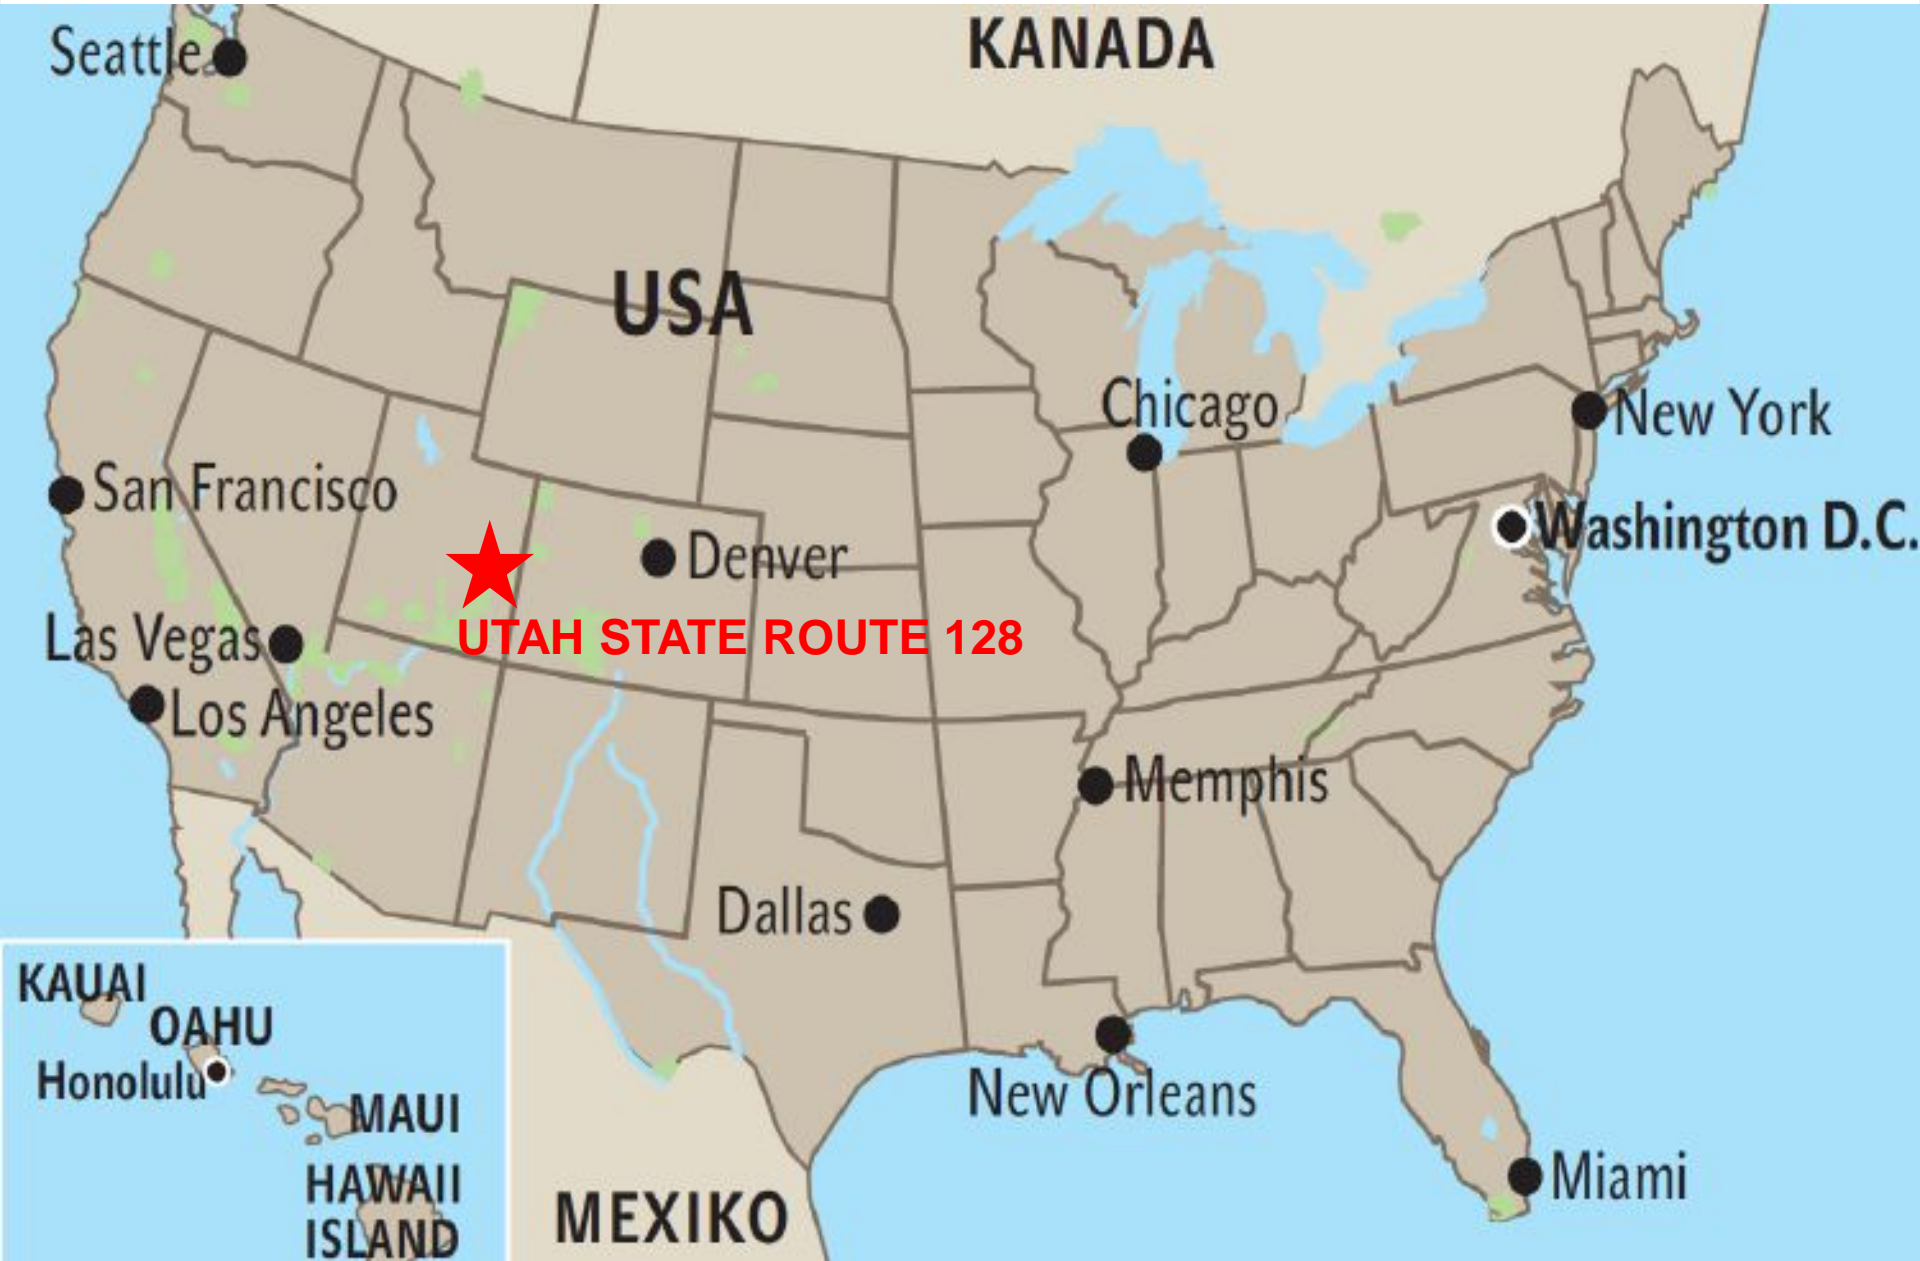 Seattle
KANADA
USA
Chicago
New York
San Francisco
Washington D.C.
Denver
Las Vegas
UTAH STATE ROUTE 128
Los Angeles
Memphis
Dallas
KAUAI
OAHU
Honolulu
New Orleans
MAUI
Miami
HAWAII
ISLAND
MEXIKO